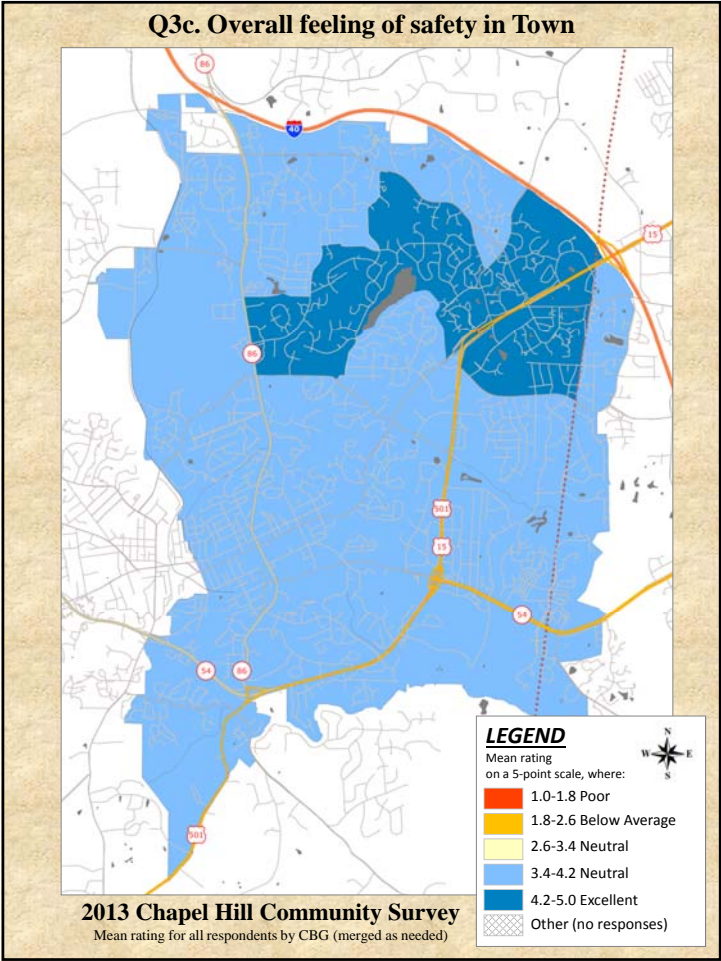 Q3c. Overall feeling of safety in Town
86
40
15
86
501
15
54
54
86
501
LEGEND
Mean rating
on a 5-point scale, where:
N
W E
S
1.0-1.8 Poor
1.8-2.6 Below Average
2.6-3.4 Neutral
3.4-4.2 Neutral
4.2-5.0 Excellent
Other (no responses)
2013 Chapel Hill Community Survey
Mean rating for all respondents by CBG (merged as needed)